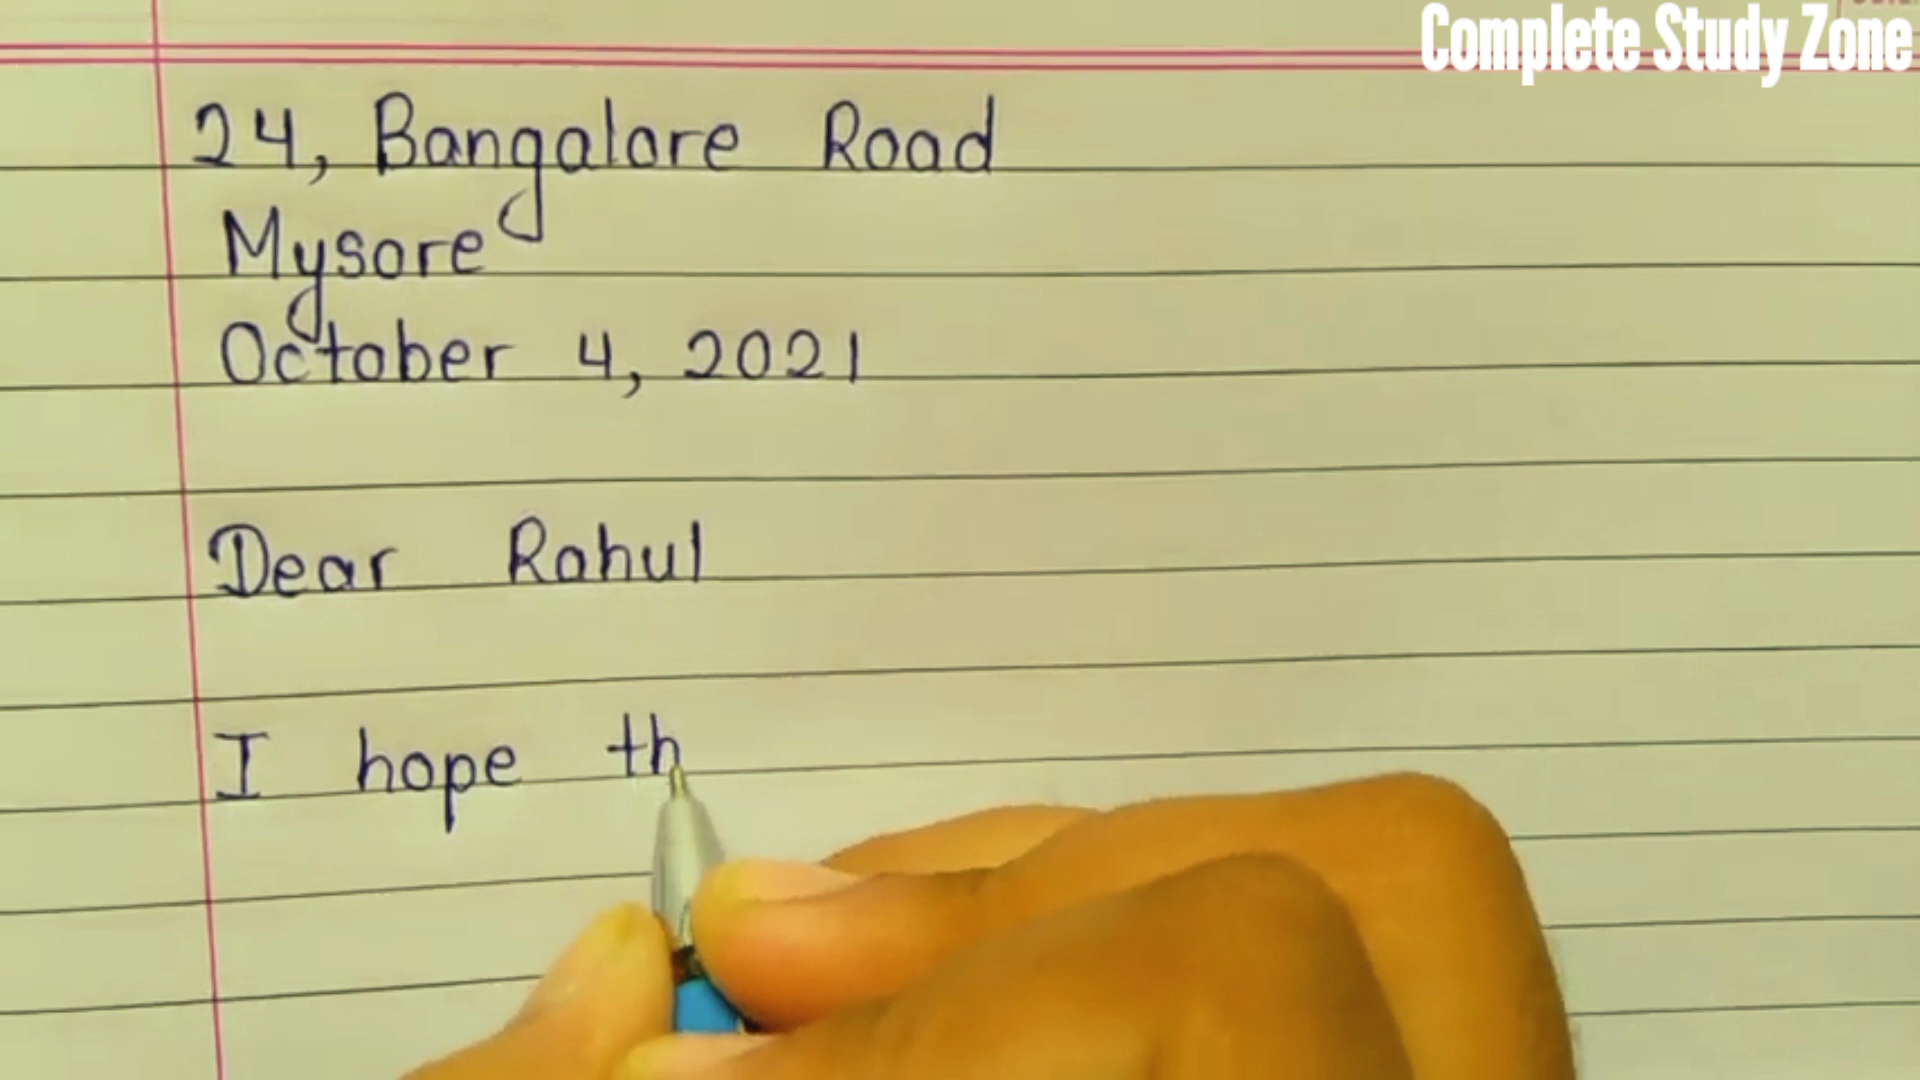 Complete Study Zone
24, Bangalore Road
Mysore
October 4, 2021
Dear Rahul
I hope th